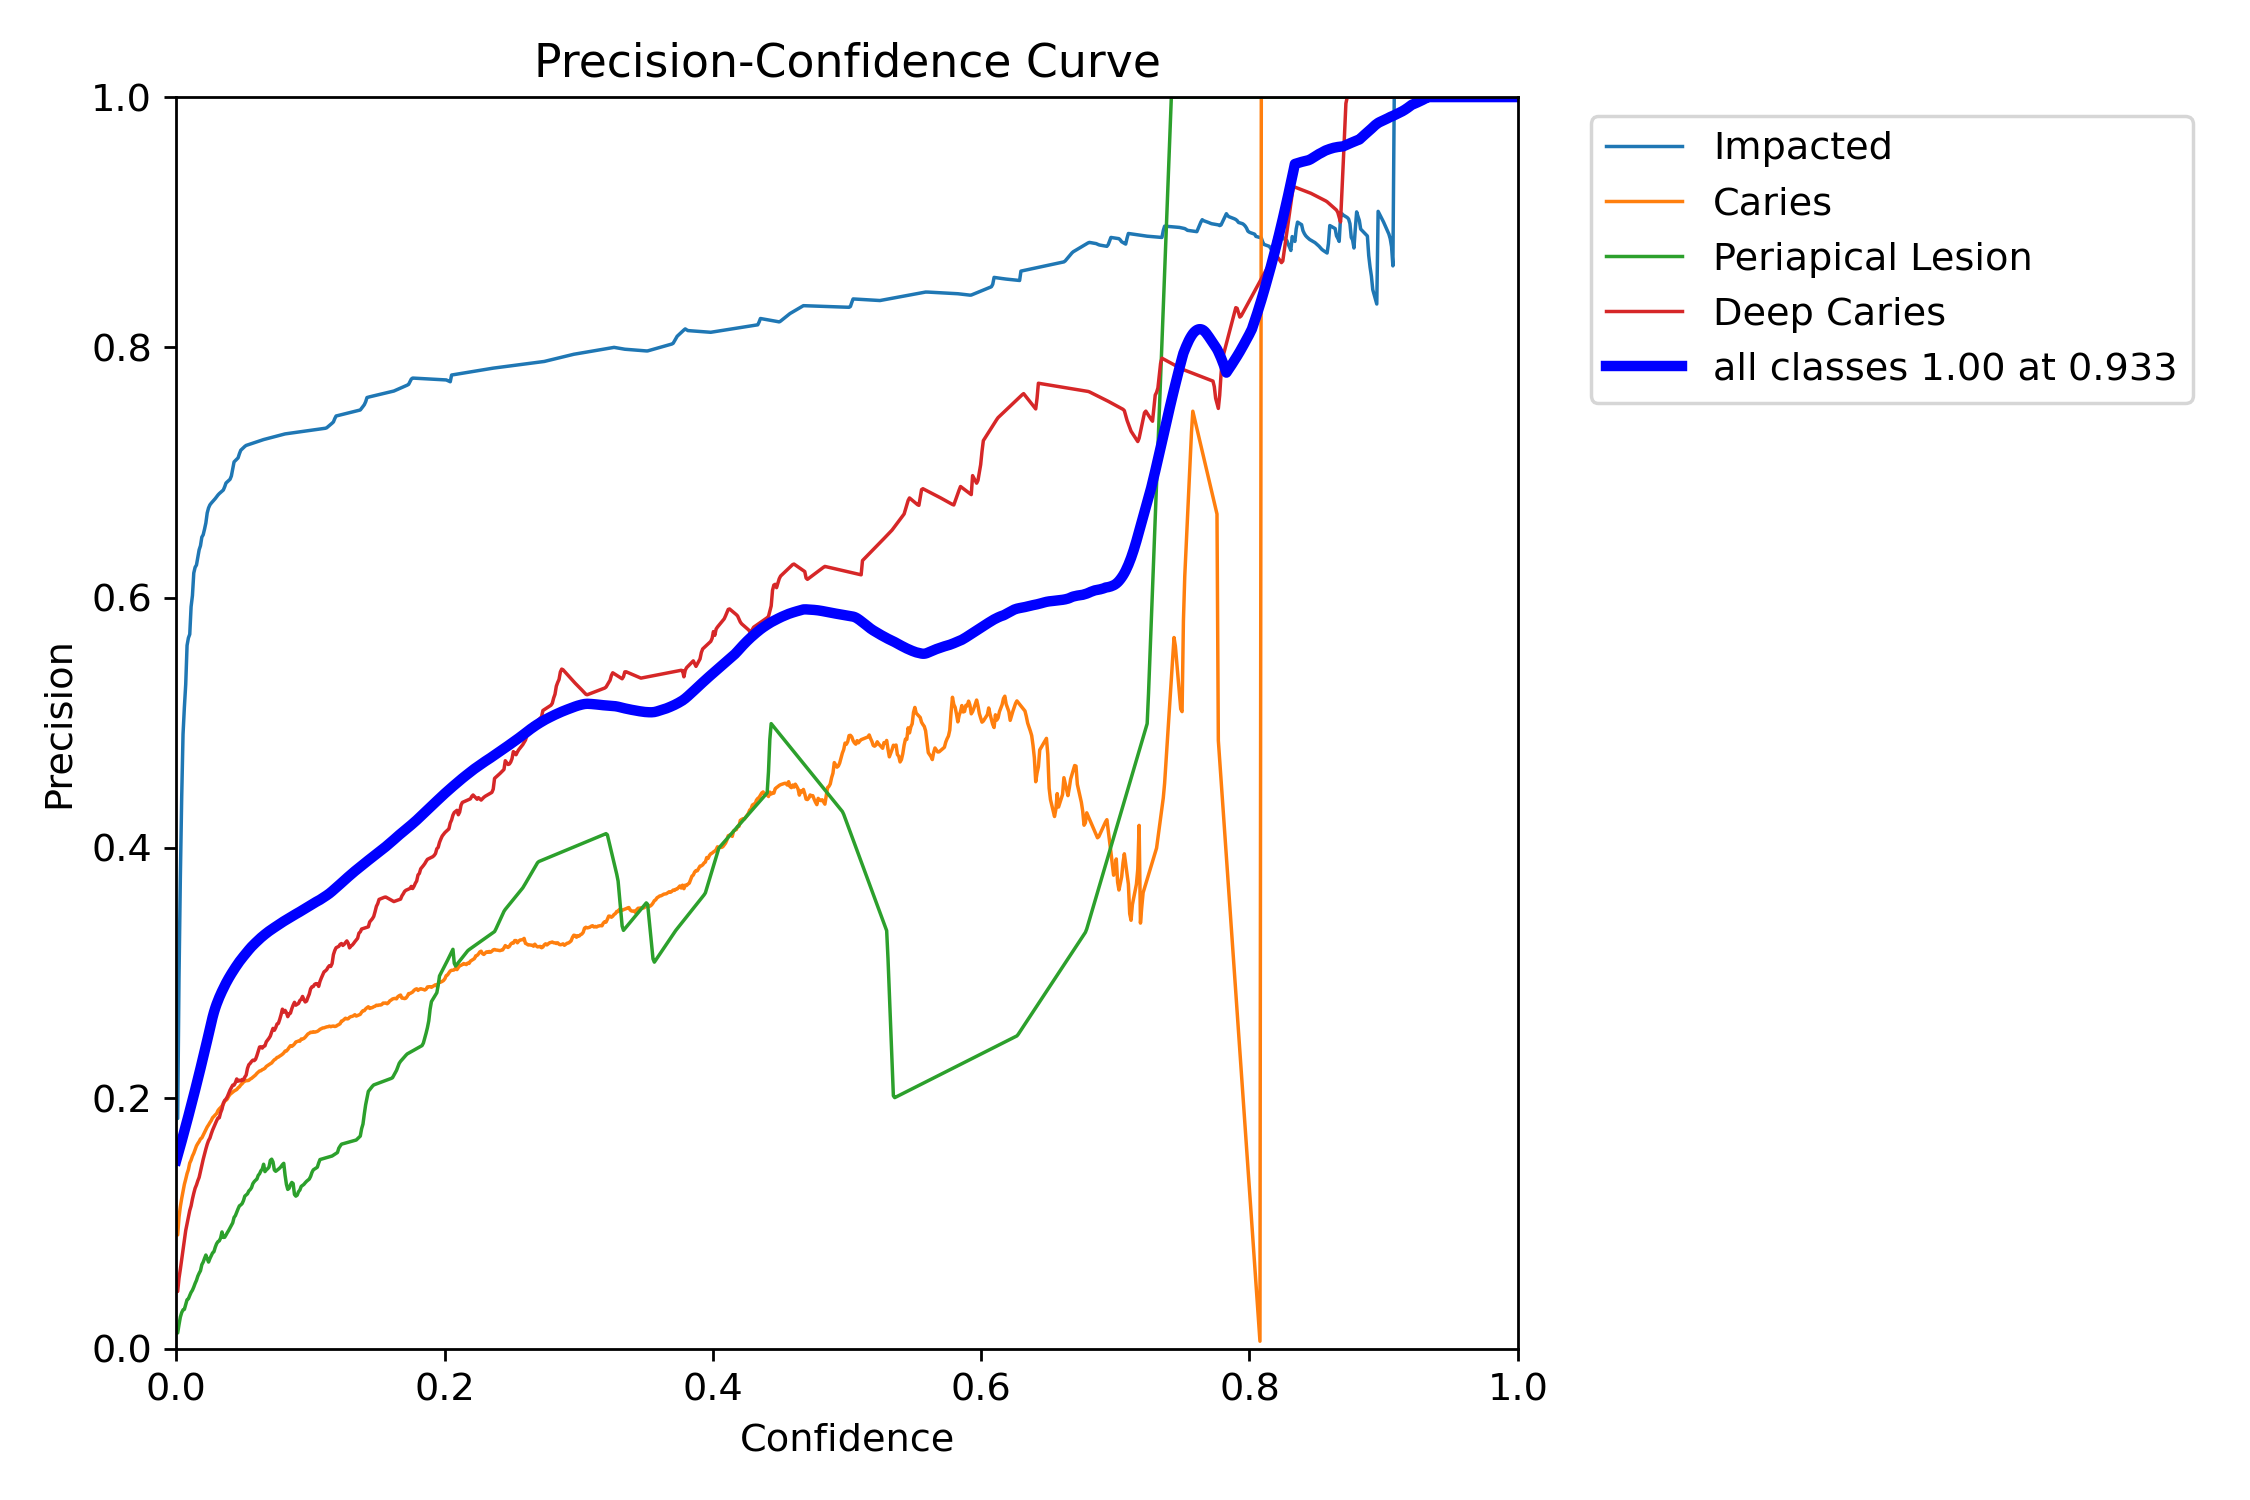 Precision-Confidence Curve
1.0
0.8
0.6
0.4
0.2
0.0
Precision
0.0 0.2 0.4 0.6 0.8 1.0
Confidence
Impacted
Caries
Periapical Lesion
Deep Caries
all classes 1.00 at 0.933